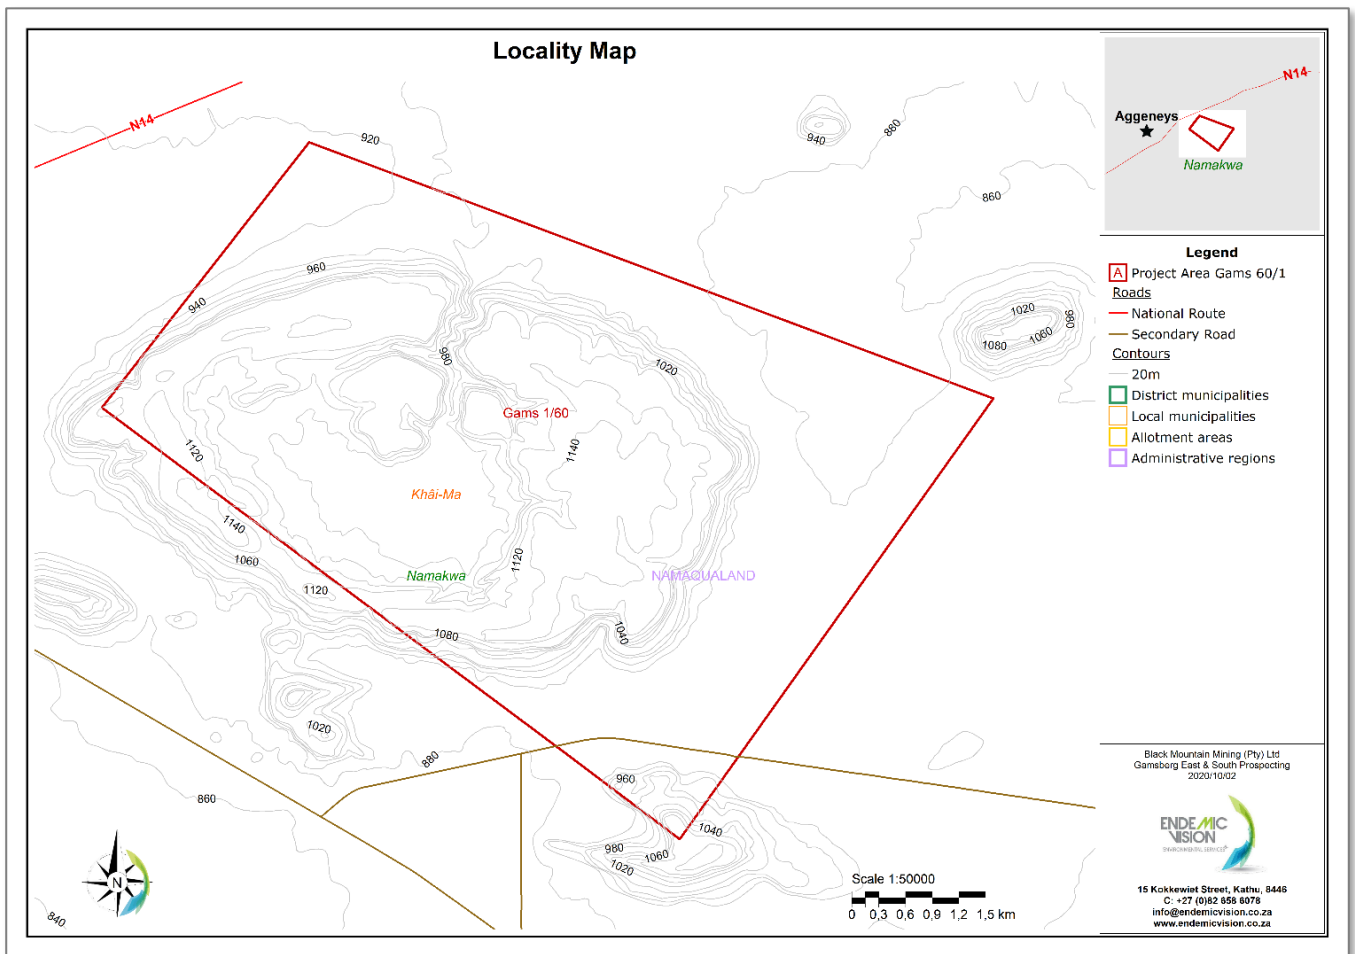 Locality Map
N14
920
940
880
860
960
940
980
1020
1020
980
1060
1080
Gams 1/60
1140
1120
Khâi-Ma
1140
1060
1120
Namakwa
1120
NAMAQUALAND
1080
1040
1020
880
860
960
1040
980
1060
1020
840
N
Scale 1:50000
0 0,3 0,6 0,9 1,2 1,5 km
N14
Aggeneys
Namakwa
Legend
A Project Area Gams 60/1
Roads
National Route
Secondary Road
Contours
20m
District municipalities
Local municipalities
Allotment areas
Administrative regions
Black Mountain Mining (Pty) Ltd
Gamsberg East & South Prospecting
2020/10/02
ENDEMIC
VISION
ENVIRONMENTAL SERVICES
15 Kokkewiet Street, Kathu, 8446
C: +27 (0)82 658 6078
info@endemicvision.co.za
www.endemicvision.co.za